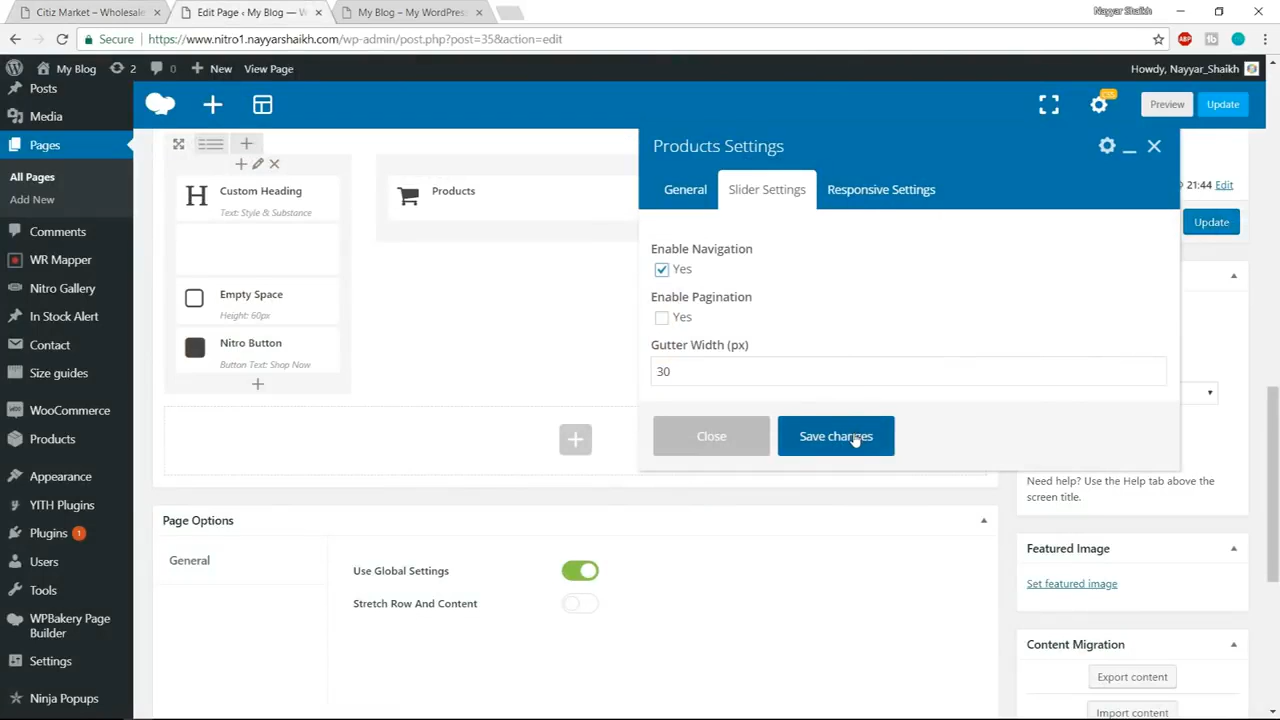 Citiz Market – Wholesale
Edit Page ‹ My Blog —
My Blog – My WordPres
Nayyar Shaikh
Secure
https://www.nitro1.nayyarshaikh.com/wp-admin/post.php?post=35&action=edit
My Blog
2
0
New
View Page
Howdy, Nayyar_Shaikh
Posts
Media
Pages
All Pages
Add New
Comments
WR Mapper
Nitro Gallery
In Stock Alert
Contact
Size guides
WooCommerce
Products
Appearance
YITH Plugins
Plugins 1
Users
Tools
WPBakery Page
Builder
Settings
Ninja Popups
CSS
Preview
Update
Custom Heading
Text: Style & Substance
Empty Space
Height: 60px
Nitro Button
Button Text: Shop Now
Products
Products Settings
General
Slider Settings
Responsive Settings
Enable Navigation
Yes
Enable Pagination
Yes
Gutter Width (px)
30
Close
Save changes
21:44 Edit
Update
Need help? Use the Help tab above the
screen title.
Page Options
General
Use Global Settings
Stretch Row And Content
Featured Image
Set featured image
Content Migration
Export content
Import content